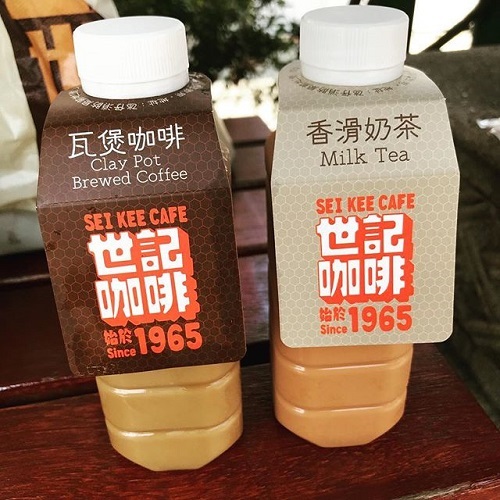 瓦煲咖啡
Clay Pot
Brewed Coffee
SEI KEE CAFE
世記
咖啡
始於
Since 1965
香滑奶茶
Milk Tea
SEI KEE CAFE
世記
咖啡
始於
Since 1965